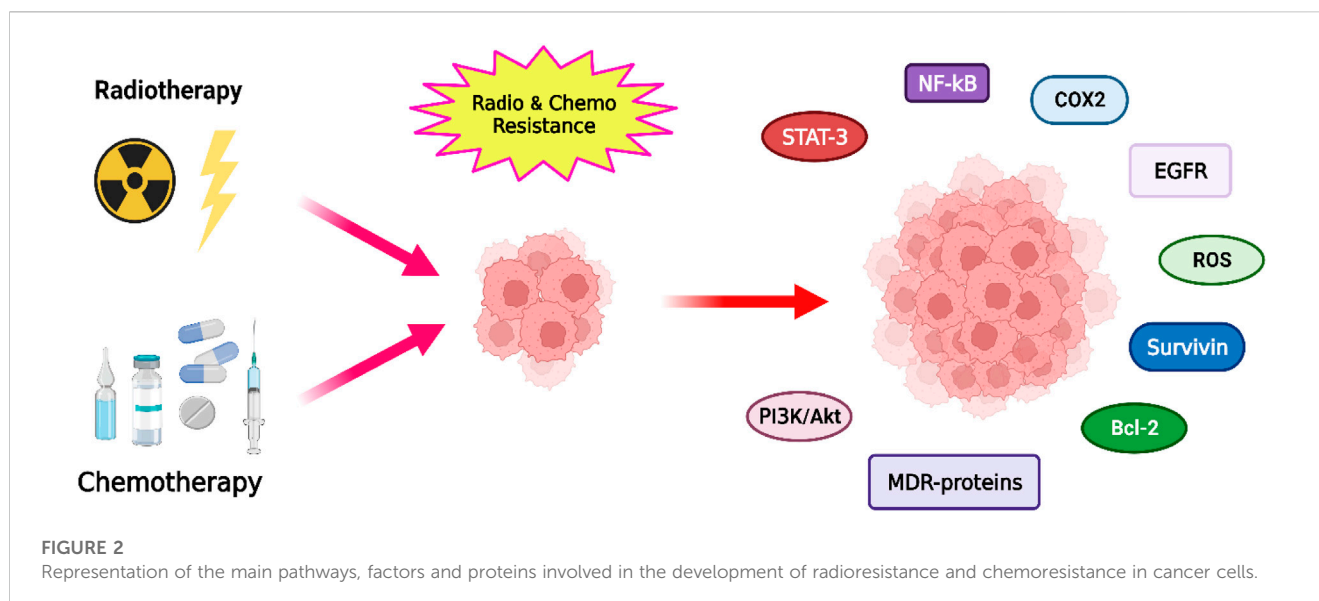 Radiotherapy
Radio & Chemo
Resistance
NF-kB
COX2
STAT-3
EGFR
ROS
Survivin
PI3K/Akt
Bcl-2
MDR-proteins
Chemotherapy
FIGURE 2
Representation of the main pathways, factors and proteins involved in the development of radioresistance and chemoresistance in cancer cells.